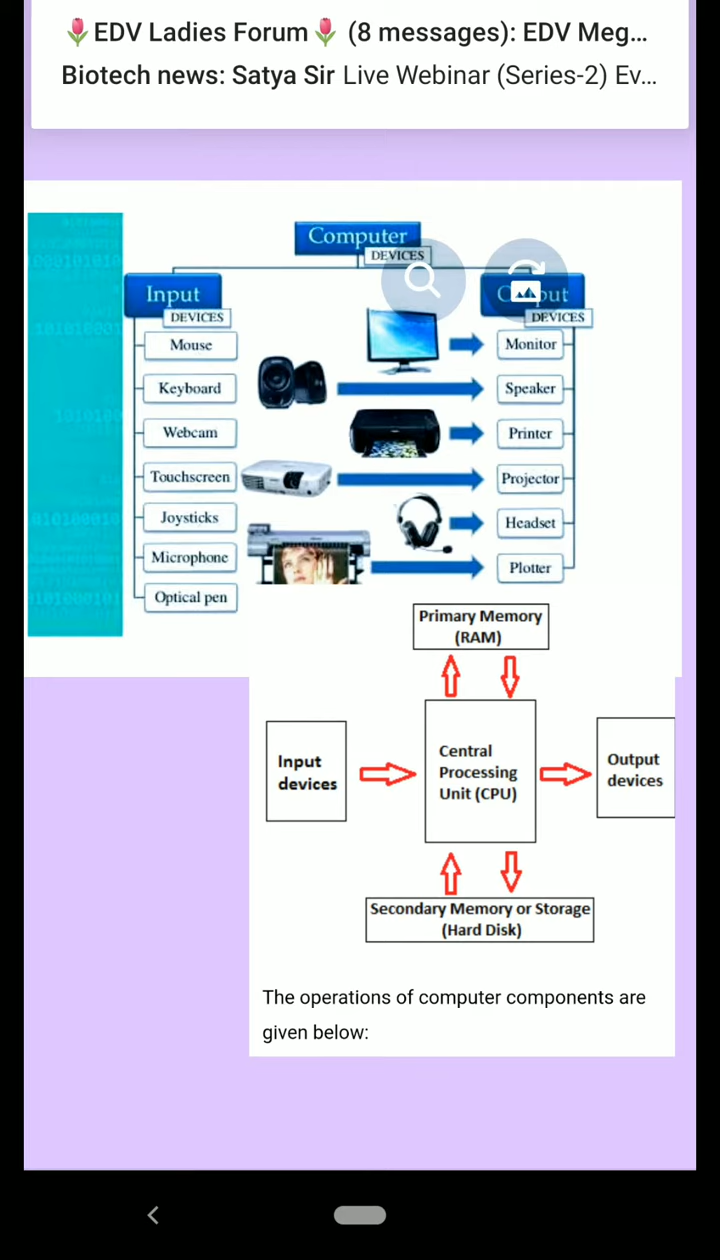 🌷EDV Ladies Forum🌷 (8 messages): EDV Meg...
Biotech news: Satya Sir Live Webinar (Series-2) Ev...
Computer
DEVICES
Input
DEVICES
Mouse
Keyboard
Webcam
Touchscreen
Joysticks
Microphone
Optical pen
DEVICES
Monitor
Speaker
Printer
Projector
Headset
Plotter
Primary Memory
(RAM)
Input
devices
Central
Processing
Unit (CPU)
Output
devices
Secondary Memory or Storage
(Hard Disk)
The operations of computer components are
given below: